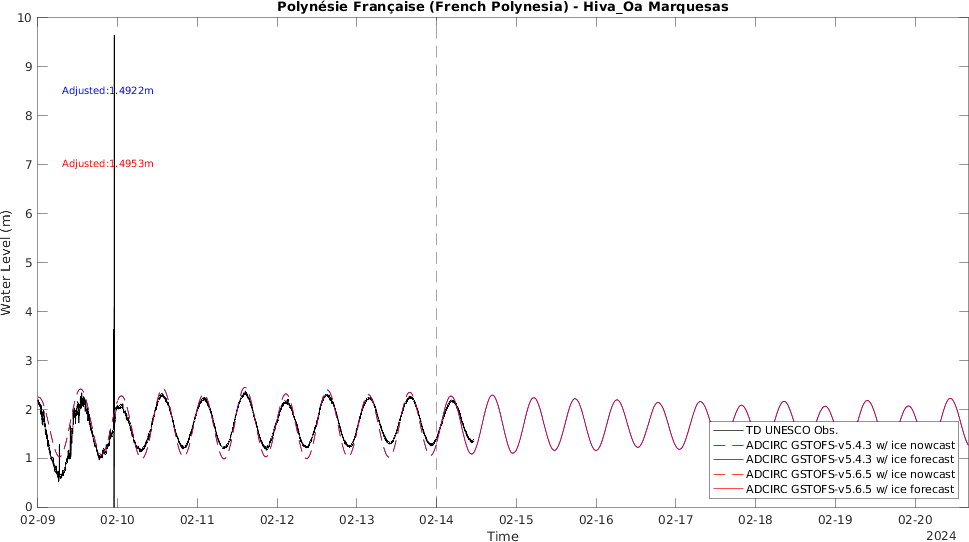 Polynésie Française (French Polynesia) - Hiva_Oa Marquesas
10
9
8
7
6
5
4
3
2
1
0
Water Level (m)
Adjusted:1.4922m
Adjusted:1.4953m
TD UNESCO Obs.
ADCIRC GSTOFS-v5.4.3 w/ ice nowcast
ADCIRC GSTOFS-v5.4.3 w/ ice forecast
ADCIRC GSTOFS-v5.6.5 w/ ice nowcast
ADCIRC GSTOFS-v5.6.5 w/ ice forecast
02-09 02-10 02-11 02-12 02-13 02-14 02-15 02-16 02-17 02-18 02-19 02-20
Time
2024